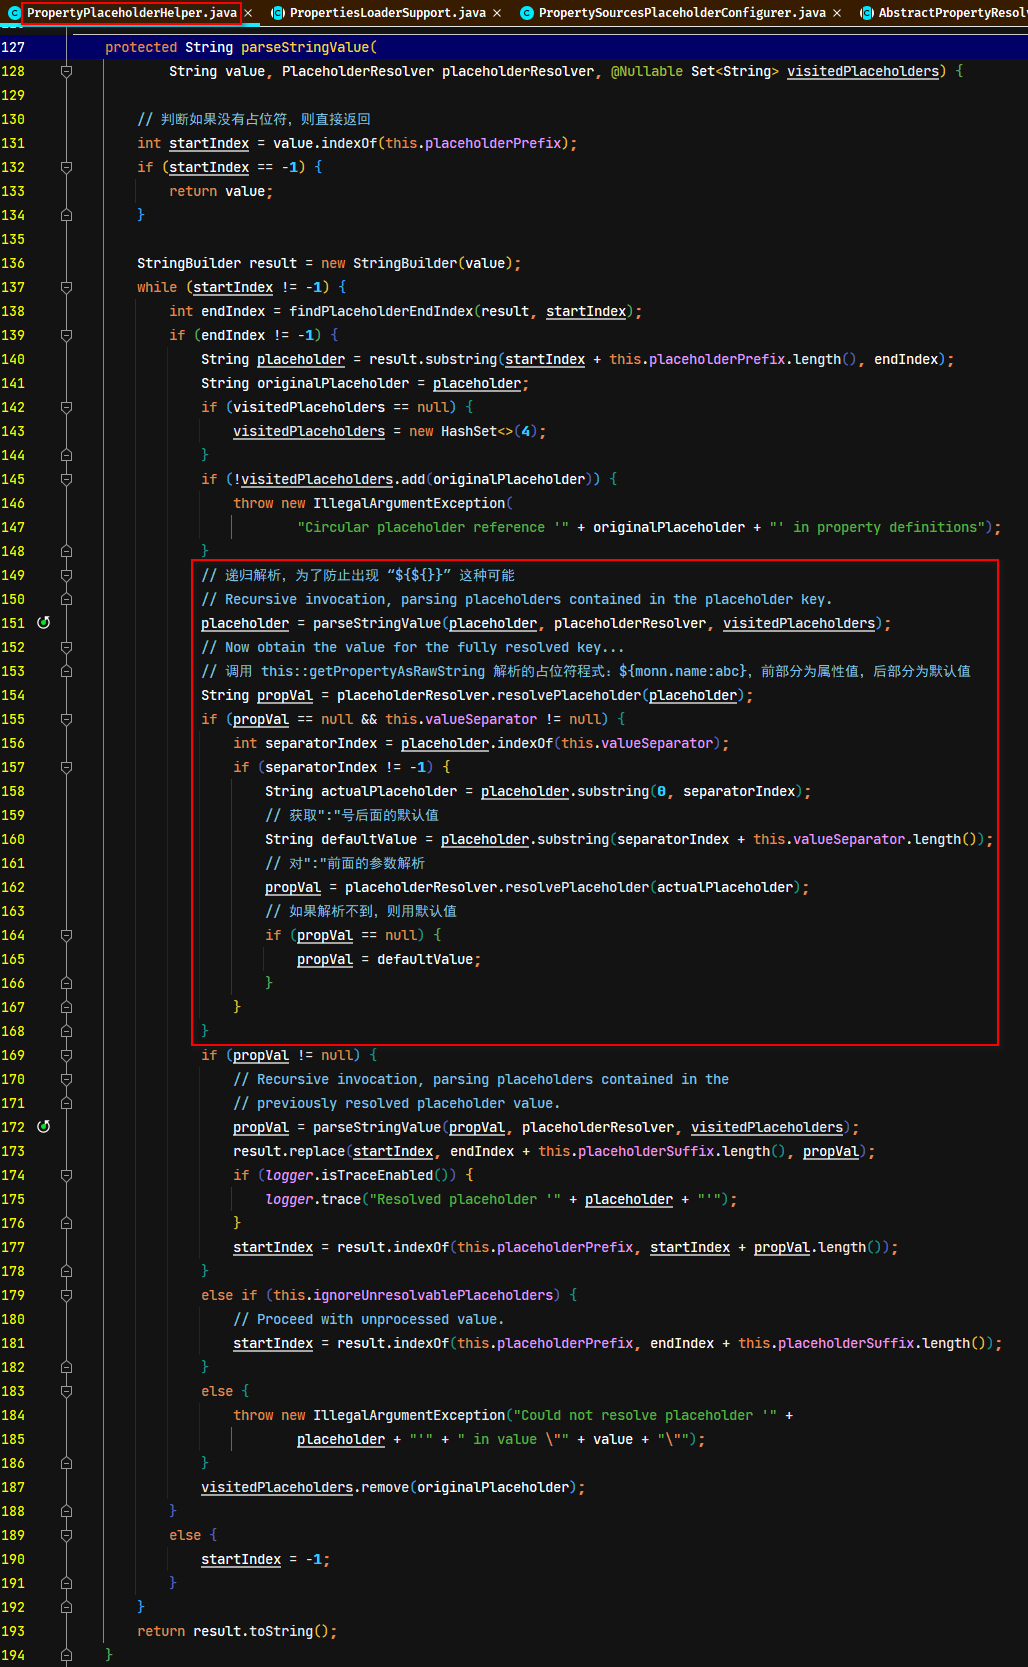 PropertyPlaceholderHelper.java × PropertiesLoaderSupport.java × PropertySourcesPlaceholderConfigurer.java × AbstractPropertyResol
127 protected String parseStringValue(
128 String value, PlaceholderResolver placeholderResolver, @Nullable Set<String> visitedPlaceholders) {
129
130 // 判断如果没有占位符，则直接返回
131 int startIndex = value.indexOf(this.placeholderPrefix);
132 if (startIndex == -1) {
133 return value;
134 }
135
136 StringBuilder result = new StringBuilder(value);
137 while (startIndex != -1) {
138 int endIndex = findPlaceholderEndIndex(result, startIndex);
139 if (endIndex != -1) {
140 String placeholder = result.substring(startIndex + this.placeholderPrefix.length(), endIndex);
141 String originalPlaceholder = placeholder;
142 if (visitedPlaceholders == null) {
143 visitedPlaceholders = new HashSet<>(4);
144 }
145 if (!visitedPlaceholders.add(originalPlaceholder)) {
146 throw new IllegalArgumentException(
147 "Circular placeholder reference '" + originalPlaceholder + "' in property definitions");
148 }
149 // 递归解析，为了防止出现 “${${}}” 这种可能
150 // Recursive invocation, parsing placeholders contained in the placeholder key.
151 placeholder = parseStringValue(placeholder, placeholderResolver, visitedPlaceholders);
152 // Now obtain the value for the fully resolved key...
153 // 调用 this::getPropertyAsRawString 解析的占位符程式：${monn.name:abc}，前部分为属性值，后部分为默认值
154 String propVal = placeholderResolver.resolvePlaceholder(placeholder);
155 if (propVal == null && this.valueSeparator != null) {
156 int separatorIndex = placeholder.indexOf(this.valueSeparator);
157 if (separatorIndex != -1) {
158 String actualPlaceholder = placeholder.substring(0, separatorIndex);
159 // 获取":"号后面的默认值
160 String defaultValue = placeholder.substring(separatorIndex + this.valueSeparator.length());
161 // 对":"前面的参数解析
162 propVal = placeholderResolver.resolvePlaceholder(actualPlaceholder);
163 // 如果解析不到，则用默认值
164 if (propVal == null) {
165 propVal = defaultValue;
166 }
167 }
168 }
169 if (propVal != null) {
170 // Recursive invocation, parsing placeholders contained in the
171 // previously resolved placeholder value.
172 propVal = parseStringValue(propVal, placeholderResolver, visitedPlaceholders);
173 result.replace(startIndex, endIndex + this.placeholderSuffix.length(), propVal);
174 if (logger.isTraceEnabled()) {
175 logger.trace("Resolved placeholder '" + placeholder + "'");
176 }
177 startIndex = result.indexOf(this.placeholderPrefix, startIndex + propVal.length());
178 }
179 else if (this.ignoreUnresolvablePlaceholders) {
180 // Proceed with unprocessed value.
181 startIndex = result.indexOf(this.placeholderPrefix, endIndex + this.placeholderSuffix.length());
182 }
183 else {
184 throw new IllegalArgumentException("Could not resolve placeholder '" +
185 placeholder + "'" + " in value \"" + value + "\"");
186 }
187 visitedPlaceholders.remove(originalPlaceholder);
188 }
189 else {
190 startIndex = -1;
191 }
192 }
193 return result.toString();
194 }